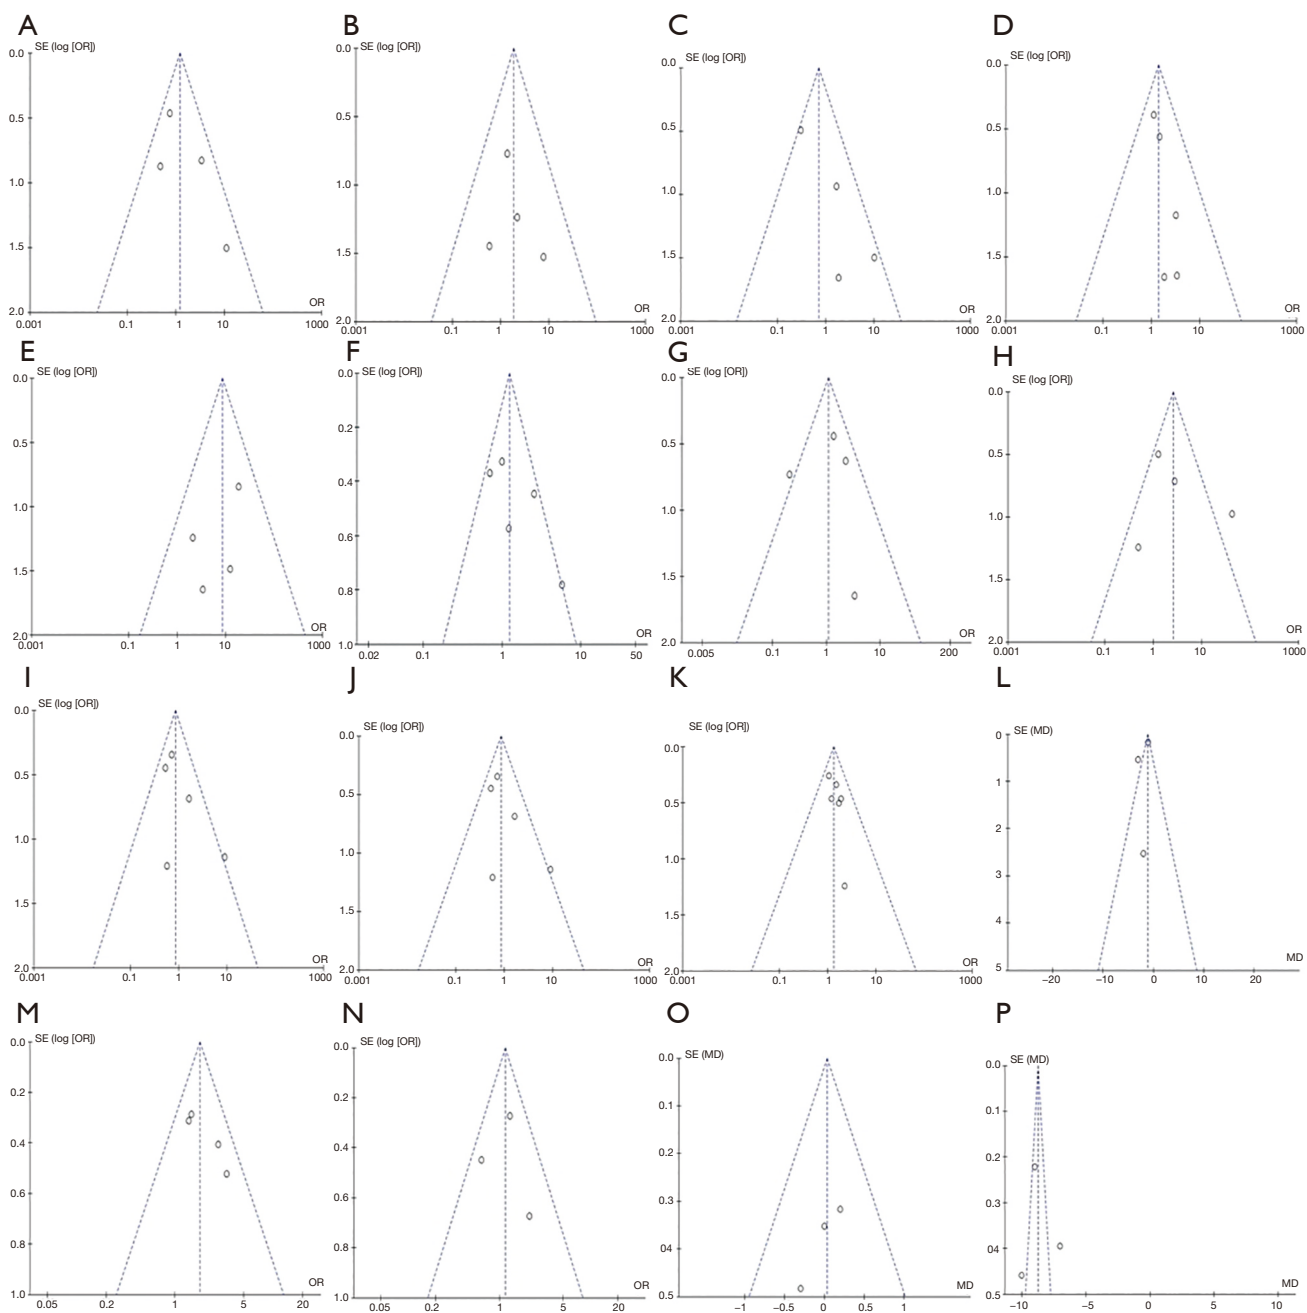 A
SE (log [OR])
0.0
0.5
1.0
1.5
2.0
OR
0.001 0.1 1 10 1000
B
SE (log [OR])
0.0
0.5
1.0
1.5
2.0
OR
0.001 0.1 1 10 1000
C
SE (log [OR])
0.0
0.5
1.0
1.5
2.0
OR
0.001 0.1 1 10 1000
D
SE (log [OR])
0.0
0.5
1.0
1.5
2.0
OR
0.001 0.1 1 10 1000
E
SE (log [OR])
0.0
0.5
1.0
1.5
2.0
OR
0.001 0.1 1 10 1000
F
SE (log [OR])
0.0
0.2
0.4
0.6
0.8
1.0
OR
0.02 0.1 1 10 50
G
SE (log [OR])
0.0
0.5
1.0
1.5
2.0
OR
0.005 0.1 1 10 200
H
SE (log [OR])
0.0
0.5
1.0
1.5
2.0
OR
0.001 0.1 1 10 1000
I
SE (log [OR])
0.0
0.5
1.0
1.5
2.0
OR
0.001 0.1 1 10 1000
J
SE (log [OR])
0.0
0.5
1.0
1.5
2.0
OR
0.001 0.1 1 10 1000
K
SE (log [OR])
0.0
0.5
1.0
1.5
2.0
OR
0.001 0.1 1 10 1000
L
SE (MD)
0
1
2
3
4
5
MD
−20 −10 0 10 20
M
SE (log [OR])
0.0
0.2
0.4
0.6
0.8
1.0
OR
0.05 0.2 1 5 20
N
SE (log [OR])
0.0
0.2
0.4
0.6
0.8
1.0
OR
0.05 0.2 1 5 20
O
SE (MD)
0.0
0.1
0.2
0.3
04
0.5
MD
−1 −0.5 0 0.5 1
P
SE (MD)
0.0
0.1
0.2
0.3
04
0.5
MD
−10 −5 0 5 10